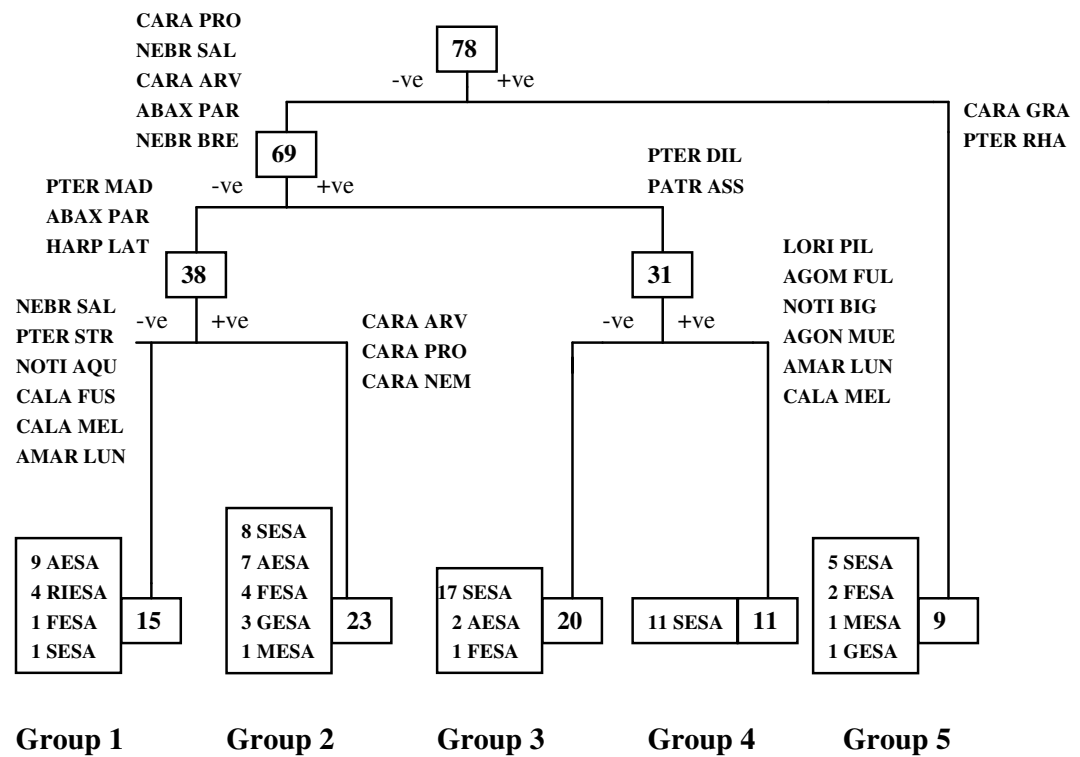 CARA PRO
NEBR SAL
CARA ARV
ABAX PAR
NEBR BRE
78
-ve +ve
CARA GRA
PTER RHA
69
-ve +ve
PTER MAD
ABAX PAR
HARP LAT
PTER DIL
PATR ASS
38
-ve +ve
31
-ve +ve
NEBR SAL
PTER STR
NOTI AQU
CALA FUS
CALA MEL
AMAR LUN
CARA ARV
CARA PRO
CARA NEM
LORI PIL
AGOM FUL
NOTI BIG
AGON MUE
AMAR LUN
CALA MEL
9 AESA
4 RIESA
1 FESA
1 SESA
15
8 SESA
7 AESA
4 FESA
3 GESA
1 MESA
23
17 SESA
2 AESA
1 FESA
20
11 SESA
11
5 SESA
2 FESA
1 MESA
1 GESA
9
Group 1 Group 2 Group 3 Group 4 Group 5